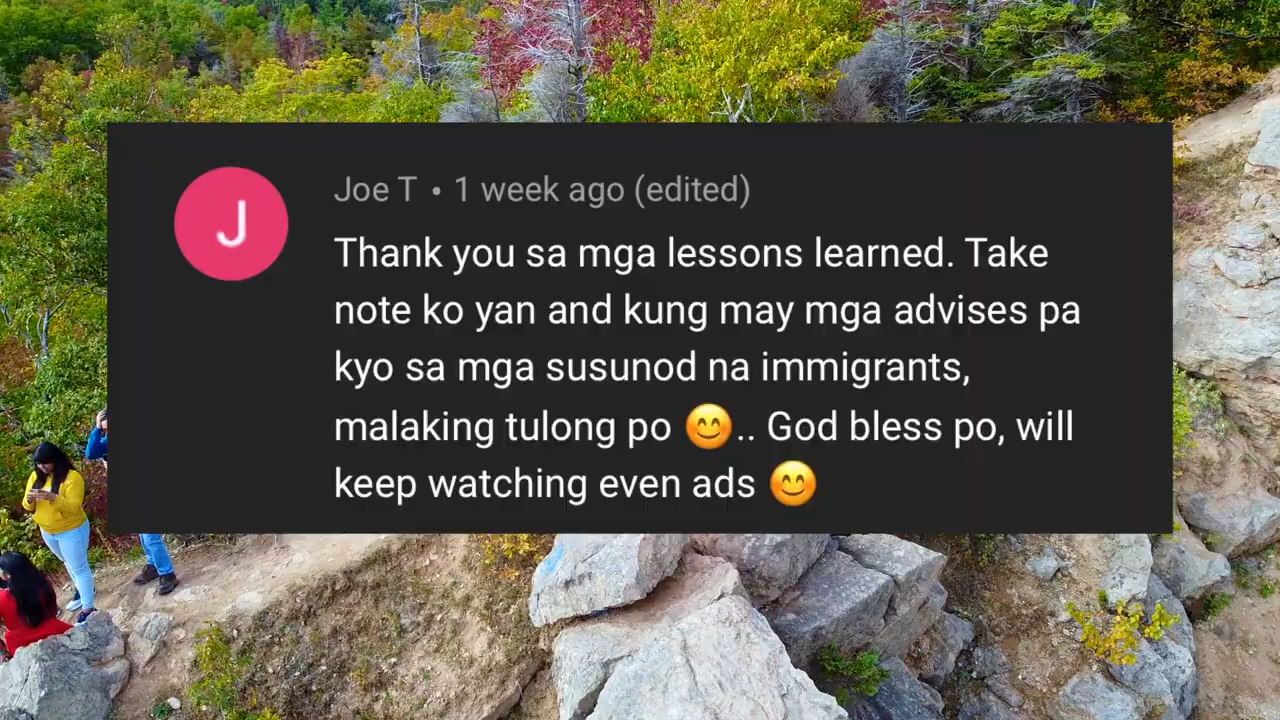 J
Joe T • 1 week ago (edited)
Thank you sa mga lessons learned. Take
note ko yan and kung may mga advises pa
kyo sa mga susunod na immigrants,
malaking tulong po 😊.. God bless po, will
keep watching even ads 😊